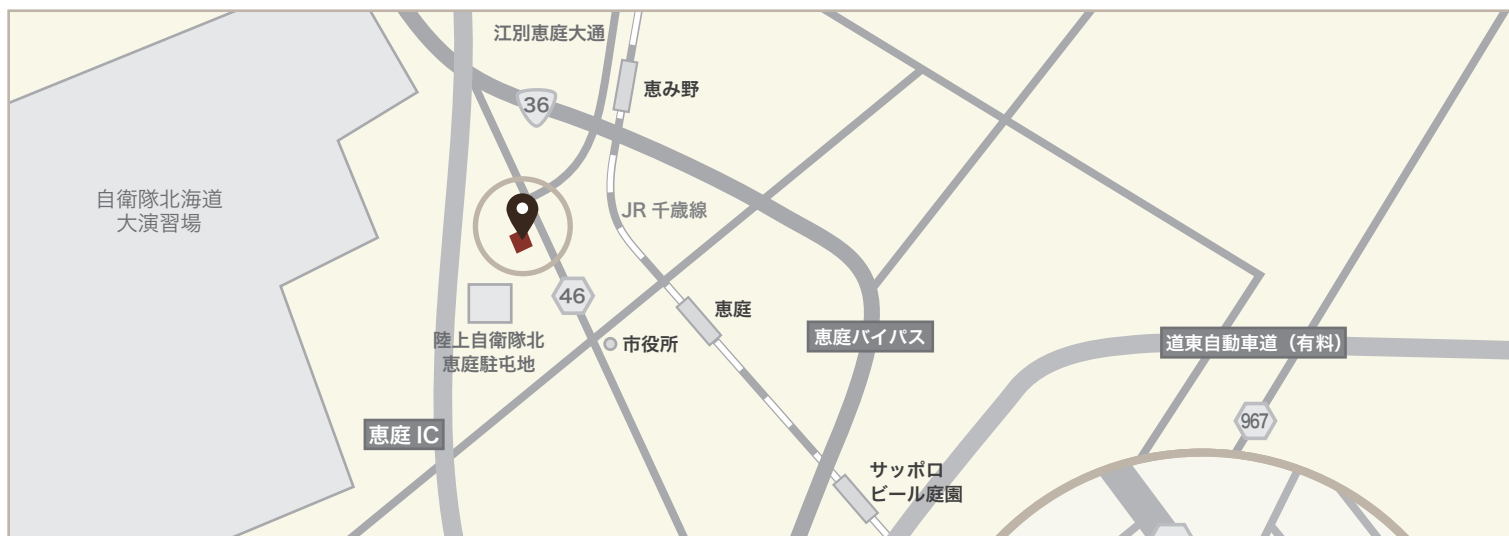 江別恵庭大通
恵み野
36
自衛隊北海道
大演習場
JR 千歳線
46
恵庭
陸上自衛隊北
恵庭駐屯地
市役所
恵庭バイパス
道東自動車道（有料）
恵庭 IC
967
サッポロ
ビール庭園